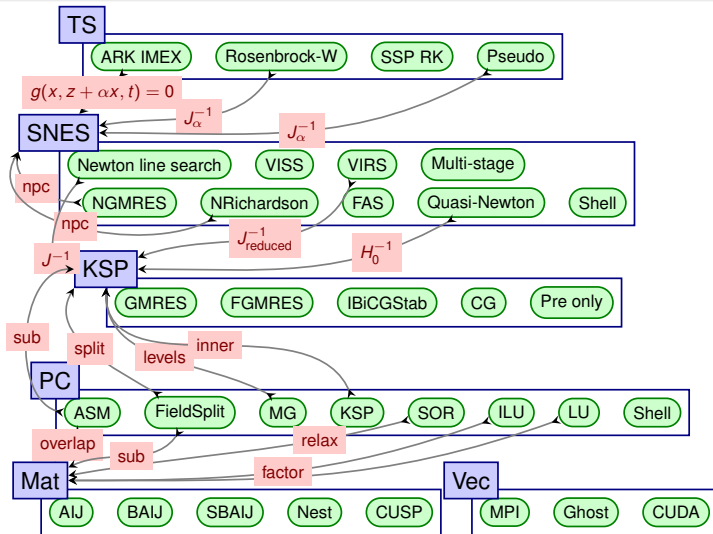 TS
ARK IMEX Rosenbrock-W SSP RK Pseudo
g(x, z + αx, t) = 0
J_α^{-1}
J_α^{-1}
SNES
Newton line search VISS VIRS Multi-stage
npc
NGMRES NRichardson FAS Quasi-Newton Shell
npc
J_{reduced}^{-1}
H_0^{-1}
J^{-1}
KSP
GMRES FGMRES IBiCGStab CG Pre only
sub
split
levels
inner
PC
ASM FieldSplit MG KSP SOR ILU LU Shell
overlap
sub
relax
factor
Mat
AIJ BAIJ SBAIJ Nest CUSP
Vec
MPI Ghost CUDA